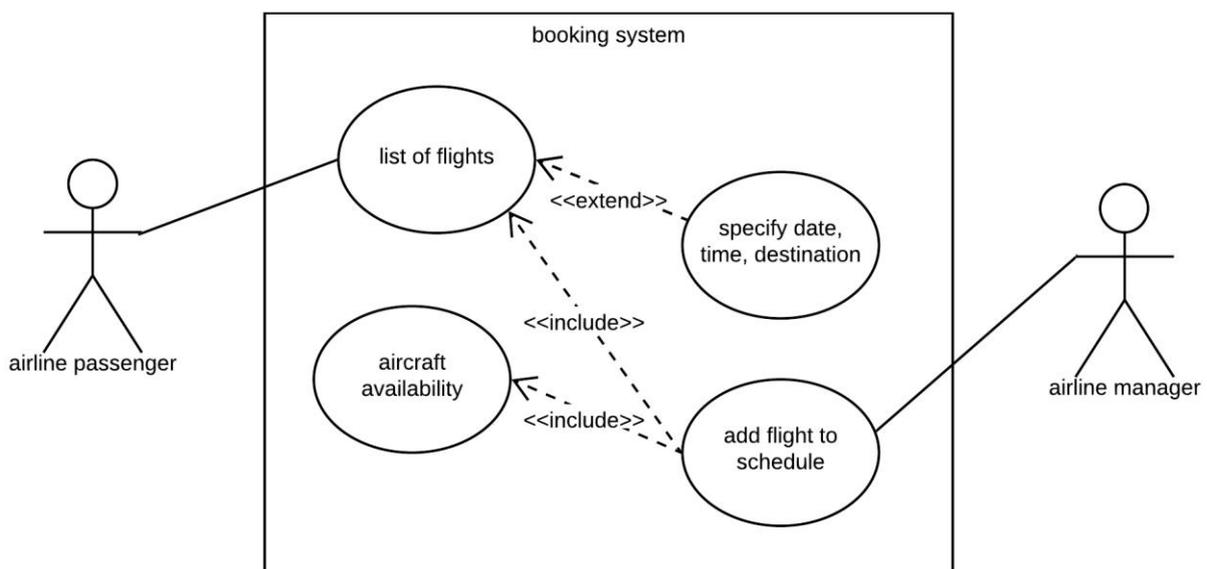 booking system
list of flights
<<extend>>
specify date,
time, destination
<<include>>
airline passenger
aircraft
availability
airline manager
<<include>>
add flight to
schedule